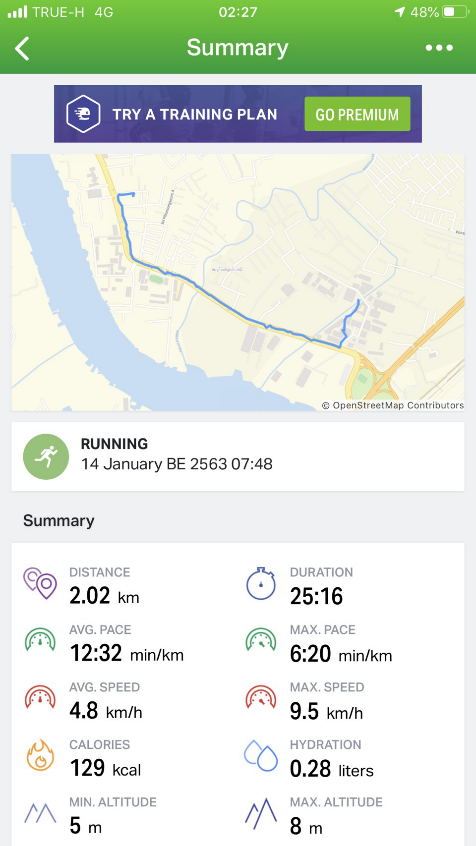 TRUE-H 4G 02:27 48%
Summary
TRY A TRAINING PLAN GO PREMIUM
© OpenStreetMap Contributors
RUNNING
14 January BE 2563 07:48
Summary
DISTANCE DURATION
2.02 km 25:16
AVG. PACE MAX. PACE
12:32 min/km 6:20 min/km
AVG. SPEED MAX. SPEED
4.8 km/h 9.5 km/h
CALORIES HYDRATION
129 kcal 0.28 liters
MIN. ALTITUDE MAX. ALTITUDE
5 m 8 m